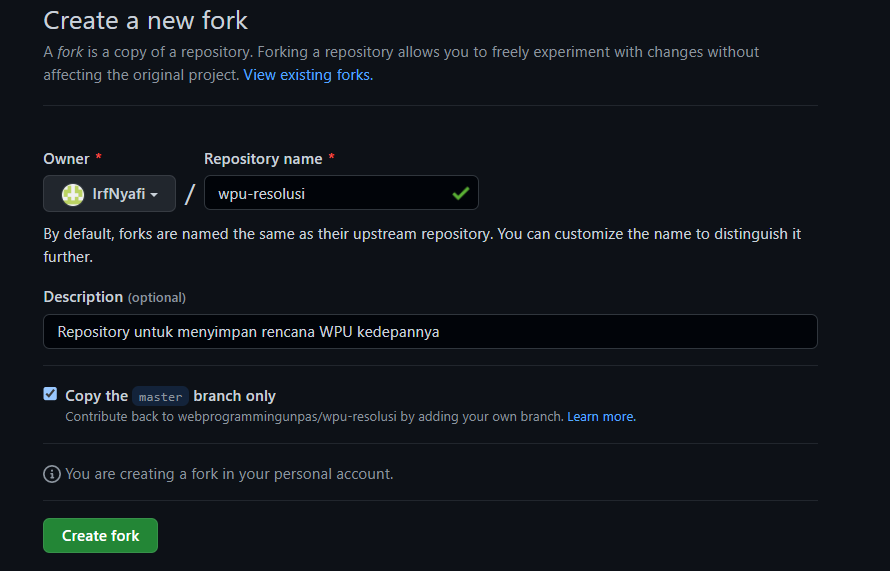 Create a new fork
A fork is a copy of a repository. Forking a repository allows you to freely experiment with changes without
affecting the original project. View existing forks.
Owner * Repository name *
IrfNyafi / wpu-resolusi
By default, forks are named the same as their upstream repository. You can customize the name to distinguish it
further.
Description (optional)
Repository untuk menyimpan rencana WPU kedepannya
Copy the master branch only
Contribute back to webprogrammingunpas/wpu-resolusi by adding your own branch. Learn more.
You are creating a fork in your personal account.
Create fork